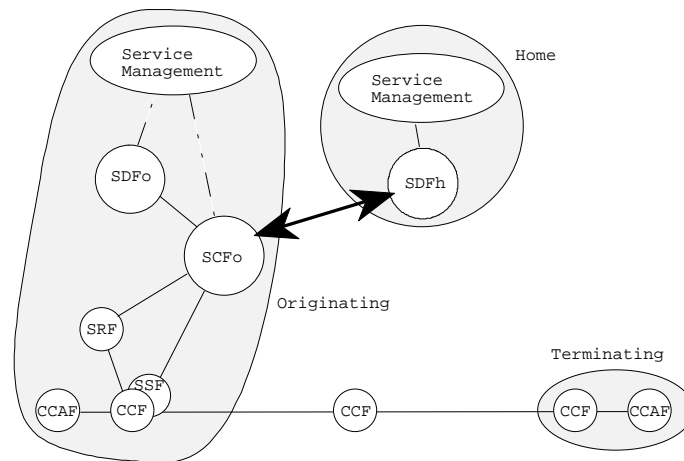 Service
Management
Home
Service
Management
SDFo
SDFh
SCFo
Originating
SRF
Terminating
SSF
CCAF
CCF
CCF
CCF
CCAF